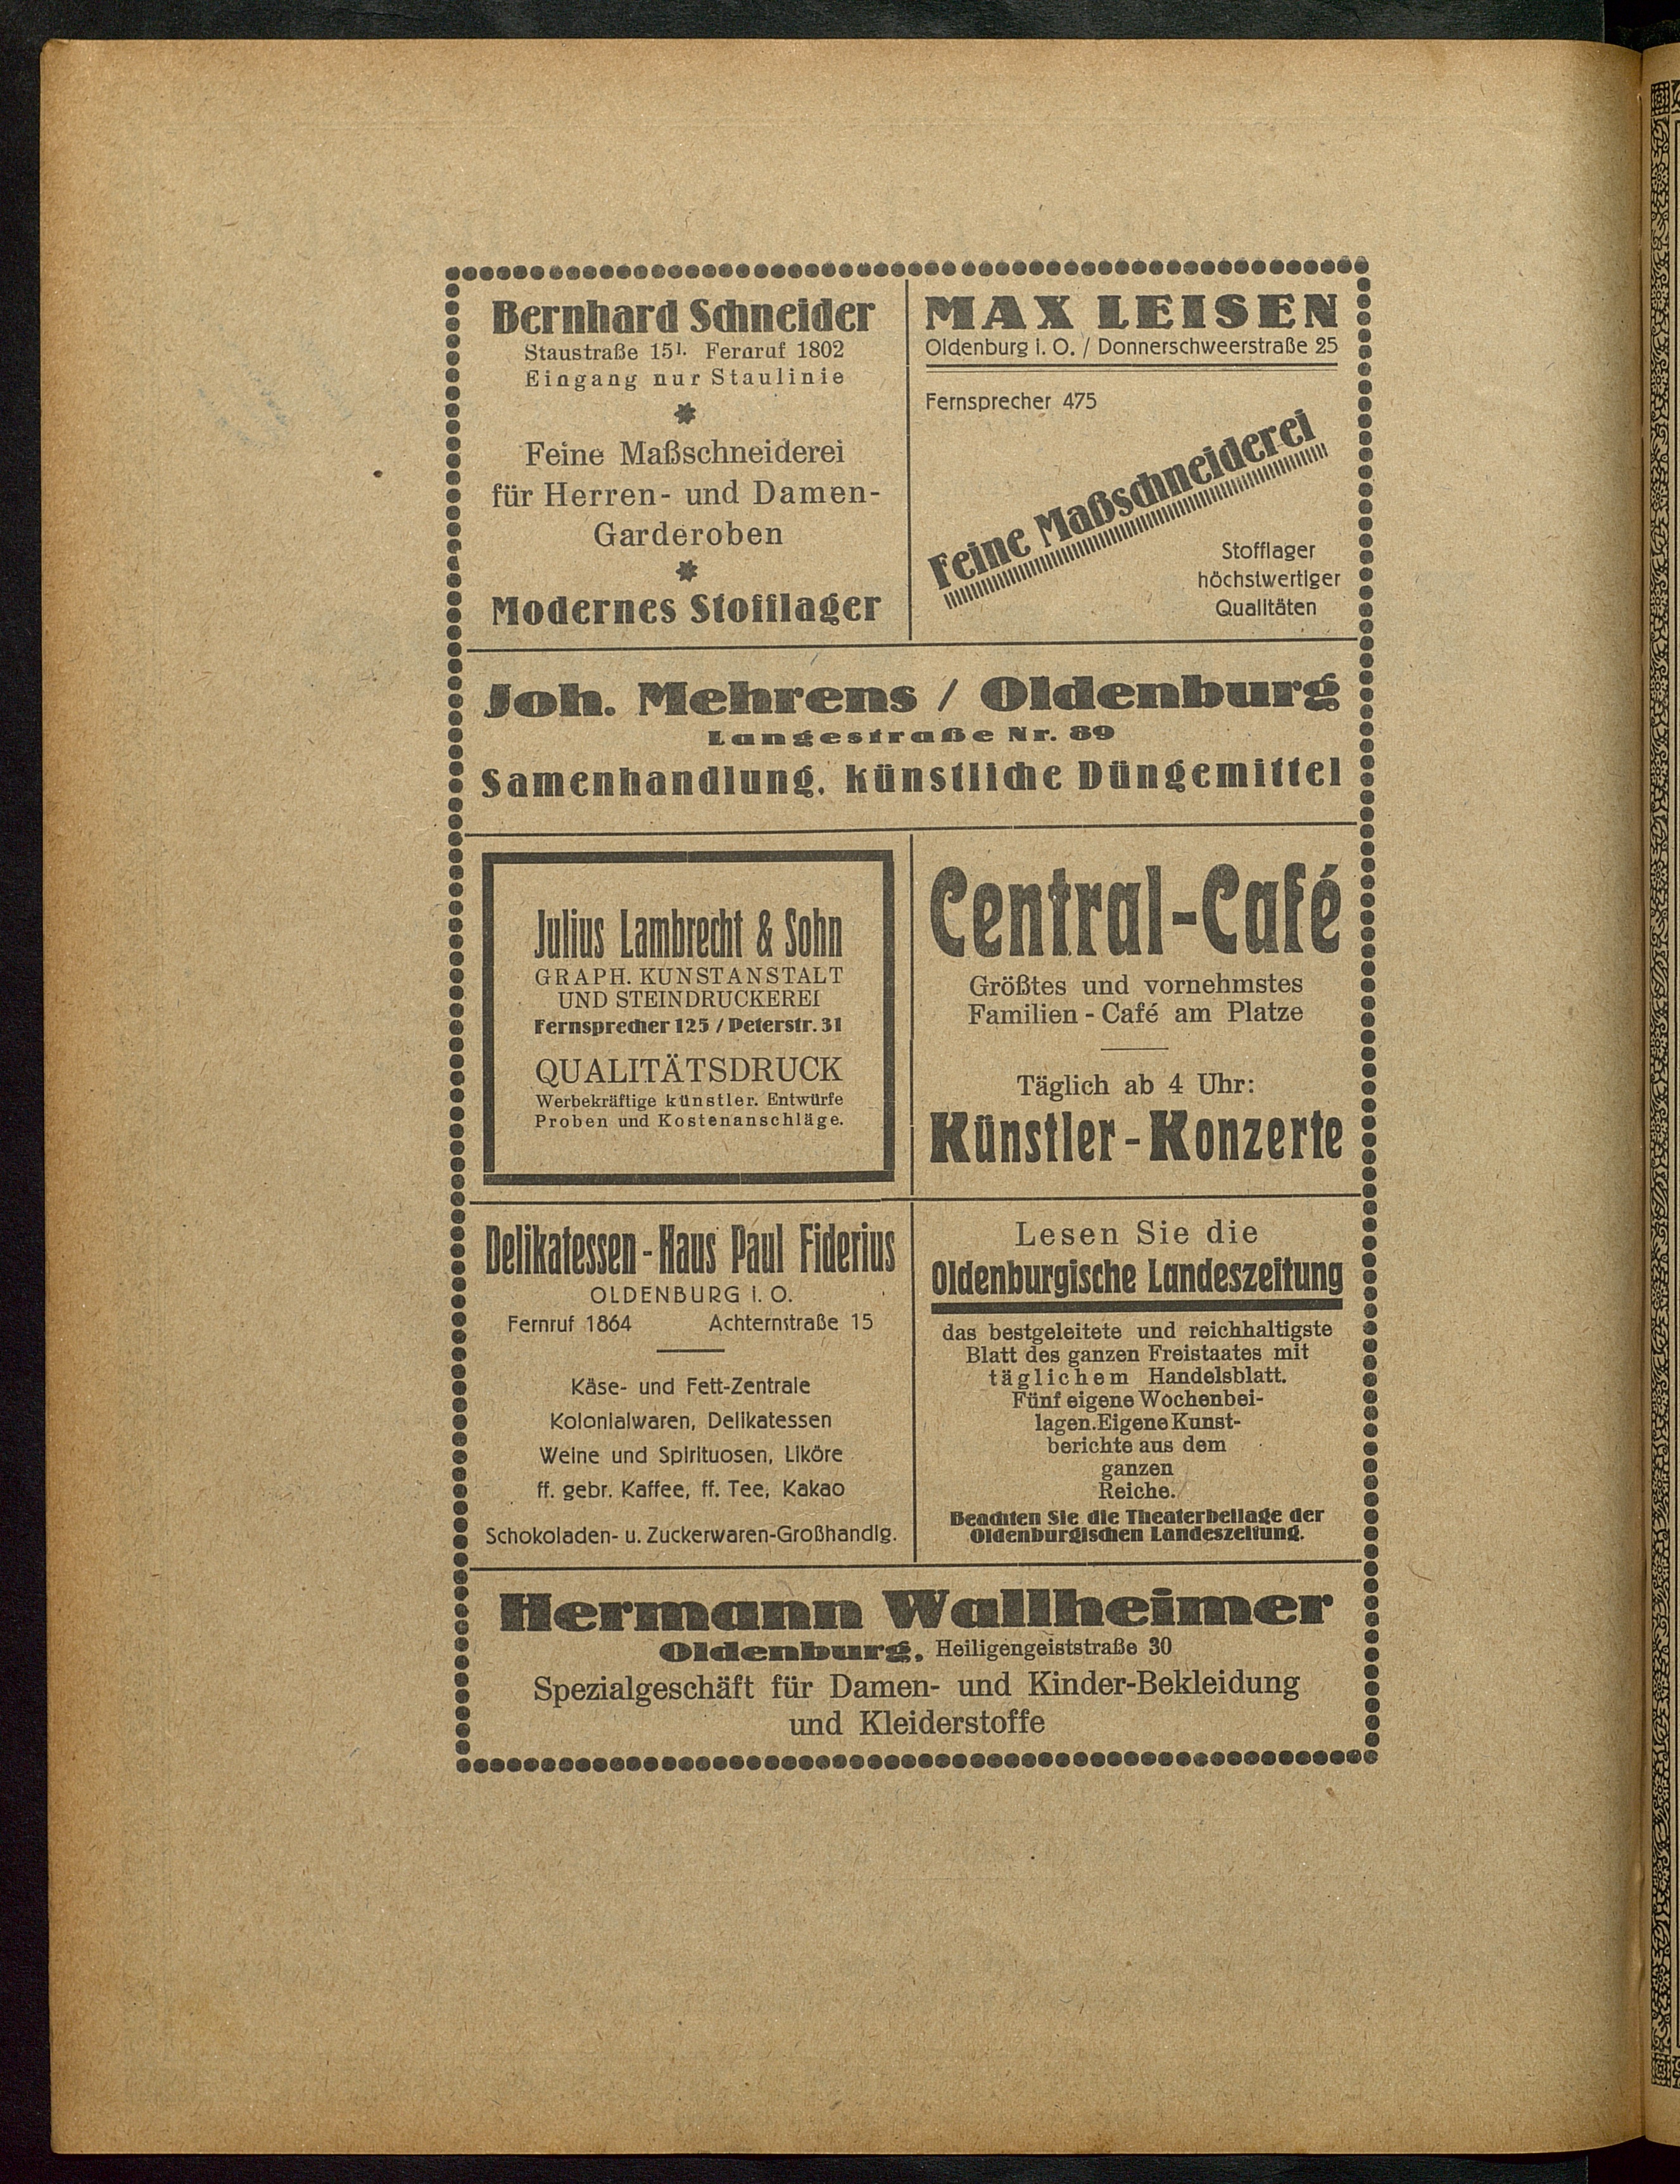 Bernhard Schneider
Staustraße 15I. Fernruf 1802
Eingang nur Staulinie
Feine Maßschneiderei
für Herren- und Damen-
Garderoben
Modernes Stofflager
MAX LEISEN
Oldenburg i. O. / Donnerschweerstraße 25
Fernsprecher 475
Feine Maßschneiderei
Stofflager
höchstwertiger
Qualitäten
Joh. Mehrens / Oldenburg
Langestraße Nr. 89
Samenhandlung, künstliche Düngemittel
Julius Lambrecht & Sohn
GRAPH. KUNSTANSTALT
UND STEINDRUCKEREI
Fernsprecher 125 / Peterstr. 31
QUALITÄTSDRUCK
Werbekräftige künstler. Entwürfe
Proben und Kostenanschläge.
Central-Café
Größtes und vornehmstes
Familien - Café am Platze
Täglich ab 4 Uhr:
Künstler-Konzerte
Delikatessen-Haus Paul Fiderius
OLDENBURG i. O.
Fernruf 1864 Achternstraße 15
Käse- und Fett-Zentrale
Kolonialwaren, Delikatessen
Weine und Spirituosen, Liköre
ff. gebr. Kaffee, ff. Tee, Kakao
Schokoladen- u. Zuckerwaren-Großhandlg.
Lesen Sie die
Oldenburgische Landeszeitung
das bestgeleitete und reichhaltigste
Blatt des ganzen Freistaates mit
täglichem Handelsblatt.
Fünf eigene Wochenbei-
lagen. Eigene Kunst-
berichte aus dem
ganzen
Reiche.
Beachten Sie die Theaterbeilage der
Oldenburgischen Landeszeitung.
Hermann Wallheimer
Oldenburg, Heiligengeiststraße 30
Spezialgeschäft für Damen- und Kinder-Bekleidung
und Kleiderstoffe